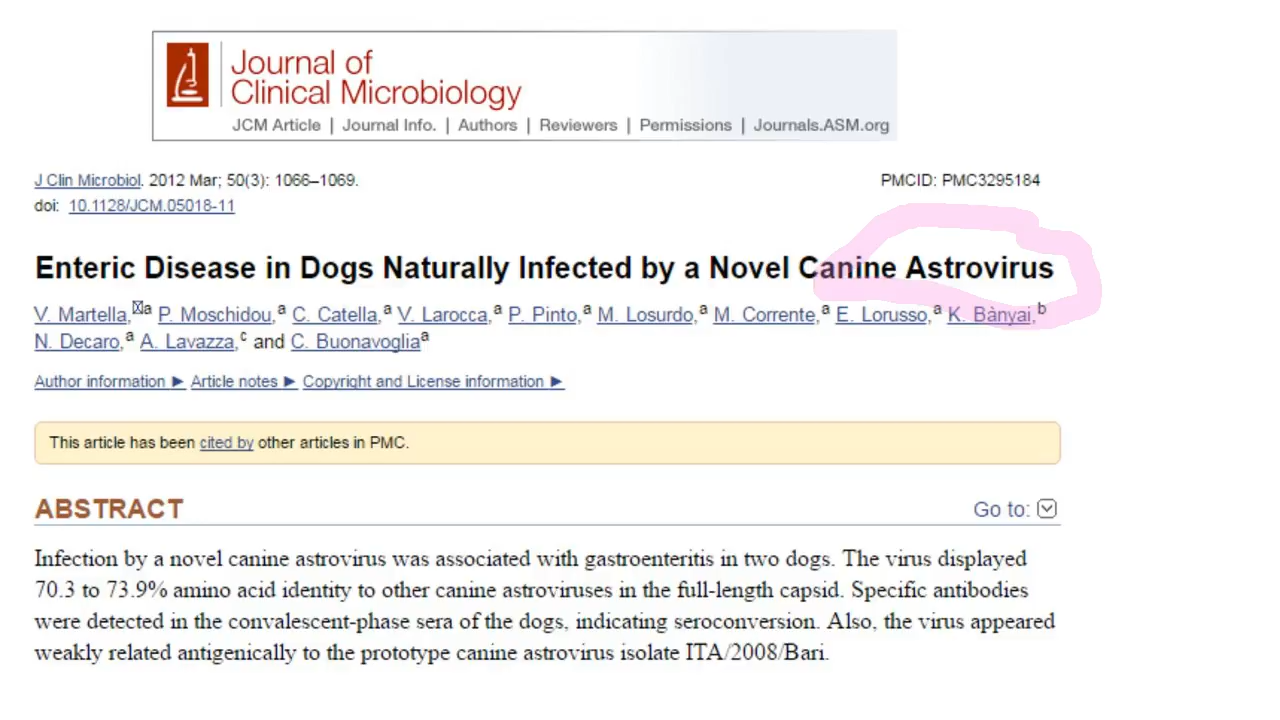 Journal of
Clinical Microbiology
JCM Article | Journal Info. | Authors | Reviewers | Permissions | Journals.ASM.org
J Clin Microbiol. 2012 Mar; 50(3): 1066–1069. PMCID: PMC3295184
doi: 10.1128/JCM.05018-11
Enteric Disease in Dogs Naturally Infected by a Novel Canine Astrovirus
V. Martella,a P. Moschidou,a C. Catella,a V. Larocca,a P. Pinto,a M. Losurdo,a M. Corrente,a E. Lorusso,a K. Bànyai,b
N. Decaro,a A. Lavazza,c and C. Buonavogliaa
Author information ► Article notes ► Copyright and License information ►
This article has been cited by other articles in PMC.
ABSTRACT Go to:
Infection by a novel canine astrovirus was associated with gastroenteritis in two dogs. The virus displayed
70.3 to 73.9% amino acid identity to other canine astroviruses in the full-length capsid. Specific antibodies
were detected in the convalescent-phase sera of the dogs, indicating seroconversion. Also, the virus appeared
weakly related antigenically to the prototype canine astrovirus isolate ITA/2008/Bari.